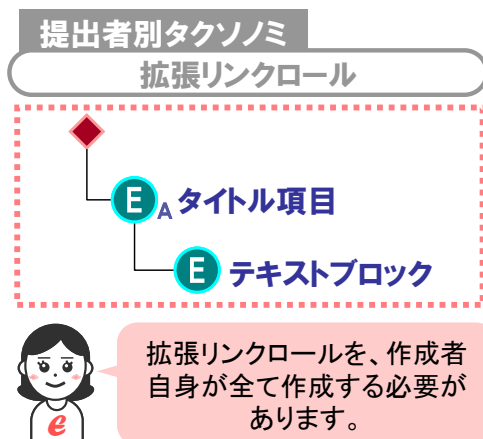 提出者別タクソノミ
拡張リンクロール
E A タイトル項目
E テキストブロック
拡張リンクロールを、作成者
自身が全て作成する必要が
あります。
e